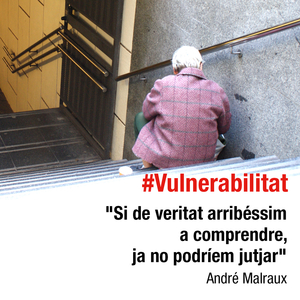 #Vulnerabilitat
"Si de veritat arribéssim
a comprendre,
ja no podríem jutjar"
André Malraux